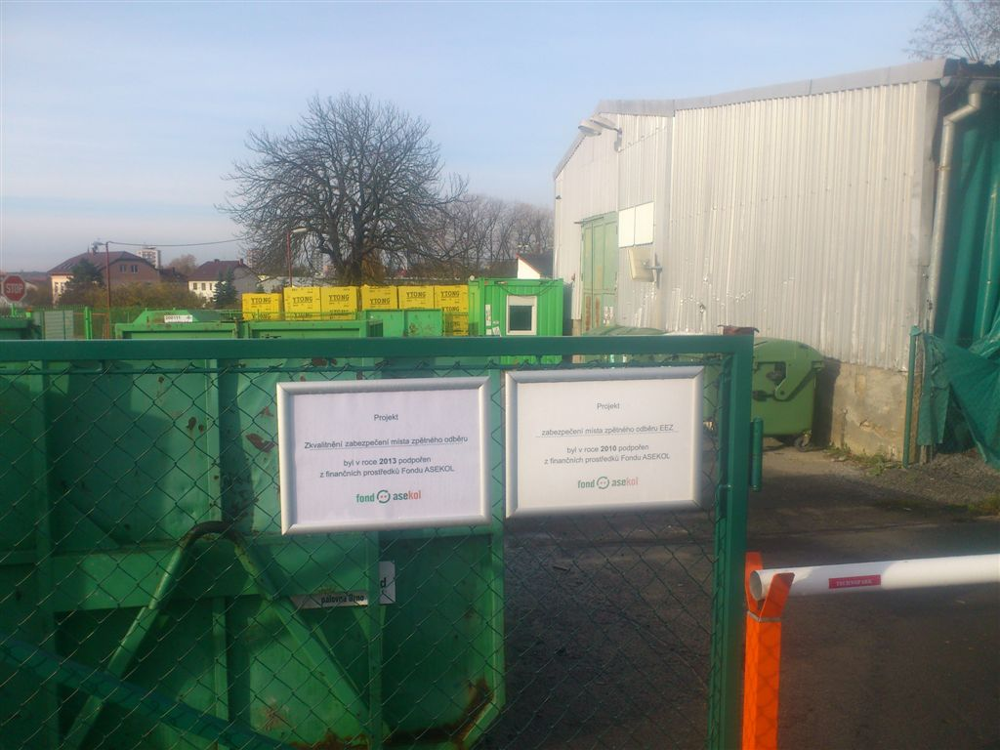 STOP
YTONG YTONG YTONG YTONG YTONG YTONG
Projekt
Zkvalitnění zabezpečení místa zpětného odběru
byl v roce 2013 podpořen
z finančních prostředků Fondu ASEKOL
fond asekol
Projekt
zabezpečení místa zpětného odběru EEZ
byl v roce 2010 podpořen
z finančních prostředků Fondu ASEKOL
fond asekol